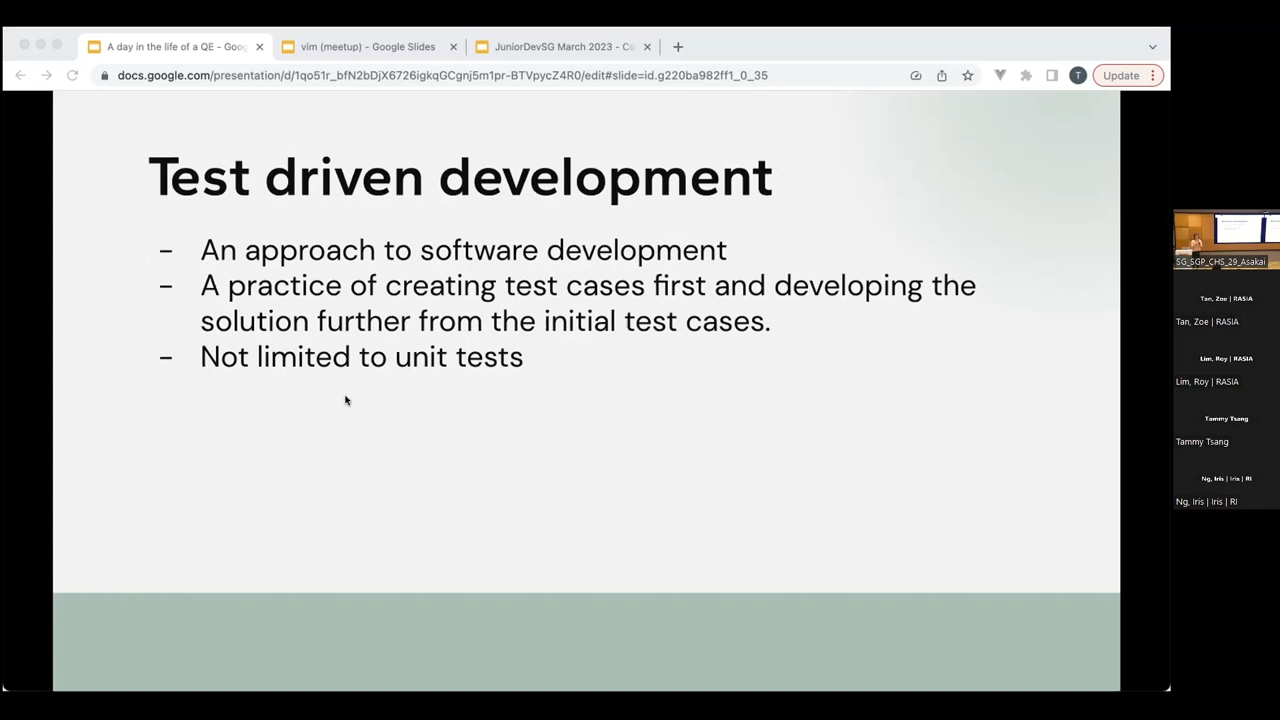 A day in the life of a QE - Goog
vim (meetup) - Google Slides
JuniorDevSG March 2023 - Co
docs.google.com/presentation/d/1qo51r_bfN2bDjX6726igkqGCgnj5m1pr-BTVpycZ4R0/edit#slide=id.g220ba982ff1_0_35
T
Update
Test driven development
- An approach to software development
- A practice of creating test cases first and developing the
solution further from the initial test cases.
- Not limited to unit tests
SG_SGP_CHS_29_Asakai
Tan, Zoe | RASIA
Tan, Zoe | RASIA
Lim, Roy | RASIA
Lim, Roy | RASIA
Tammy Tsang
Tammy Tsang
Ng, Iris | Iris | RI
Ng, Iris | Iris | RI